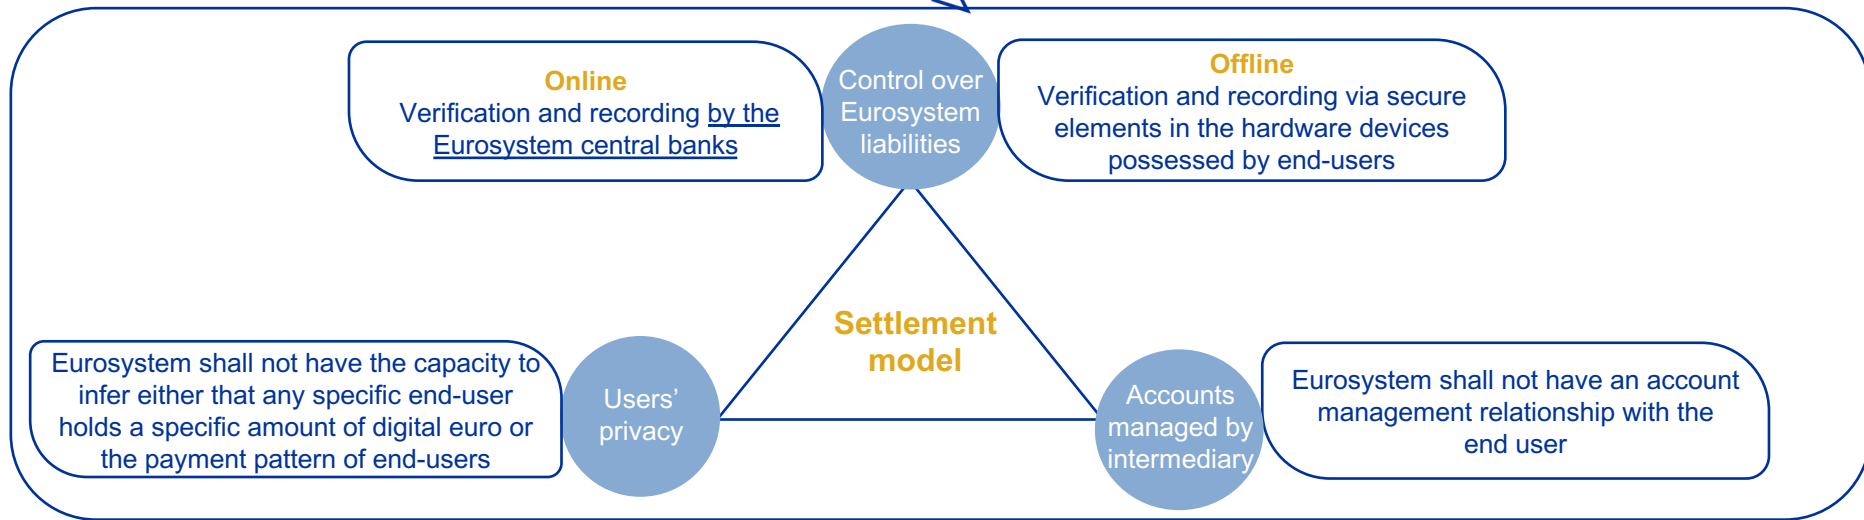 Online
Verification and recording by the
Eurosystem central banks
Control over
Eurosystem
liabilities
Offline
Verification and recording via secure
elements in the hardware devices
possessed by end-users
Settlement
model
Eurosystem shall not have the capacity to
infer either that any specific end-user
holds a specific amount of digital euro or
the payment pattern of end-users
Users’
privacy
Accounts
managed by
intermediary
Eurosystem shall not have an account
management relationship with the
end user